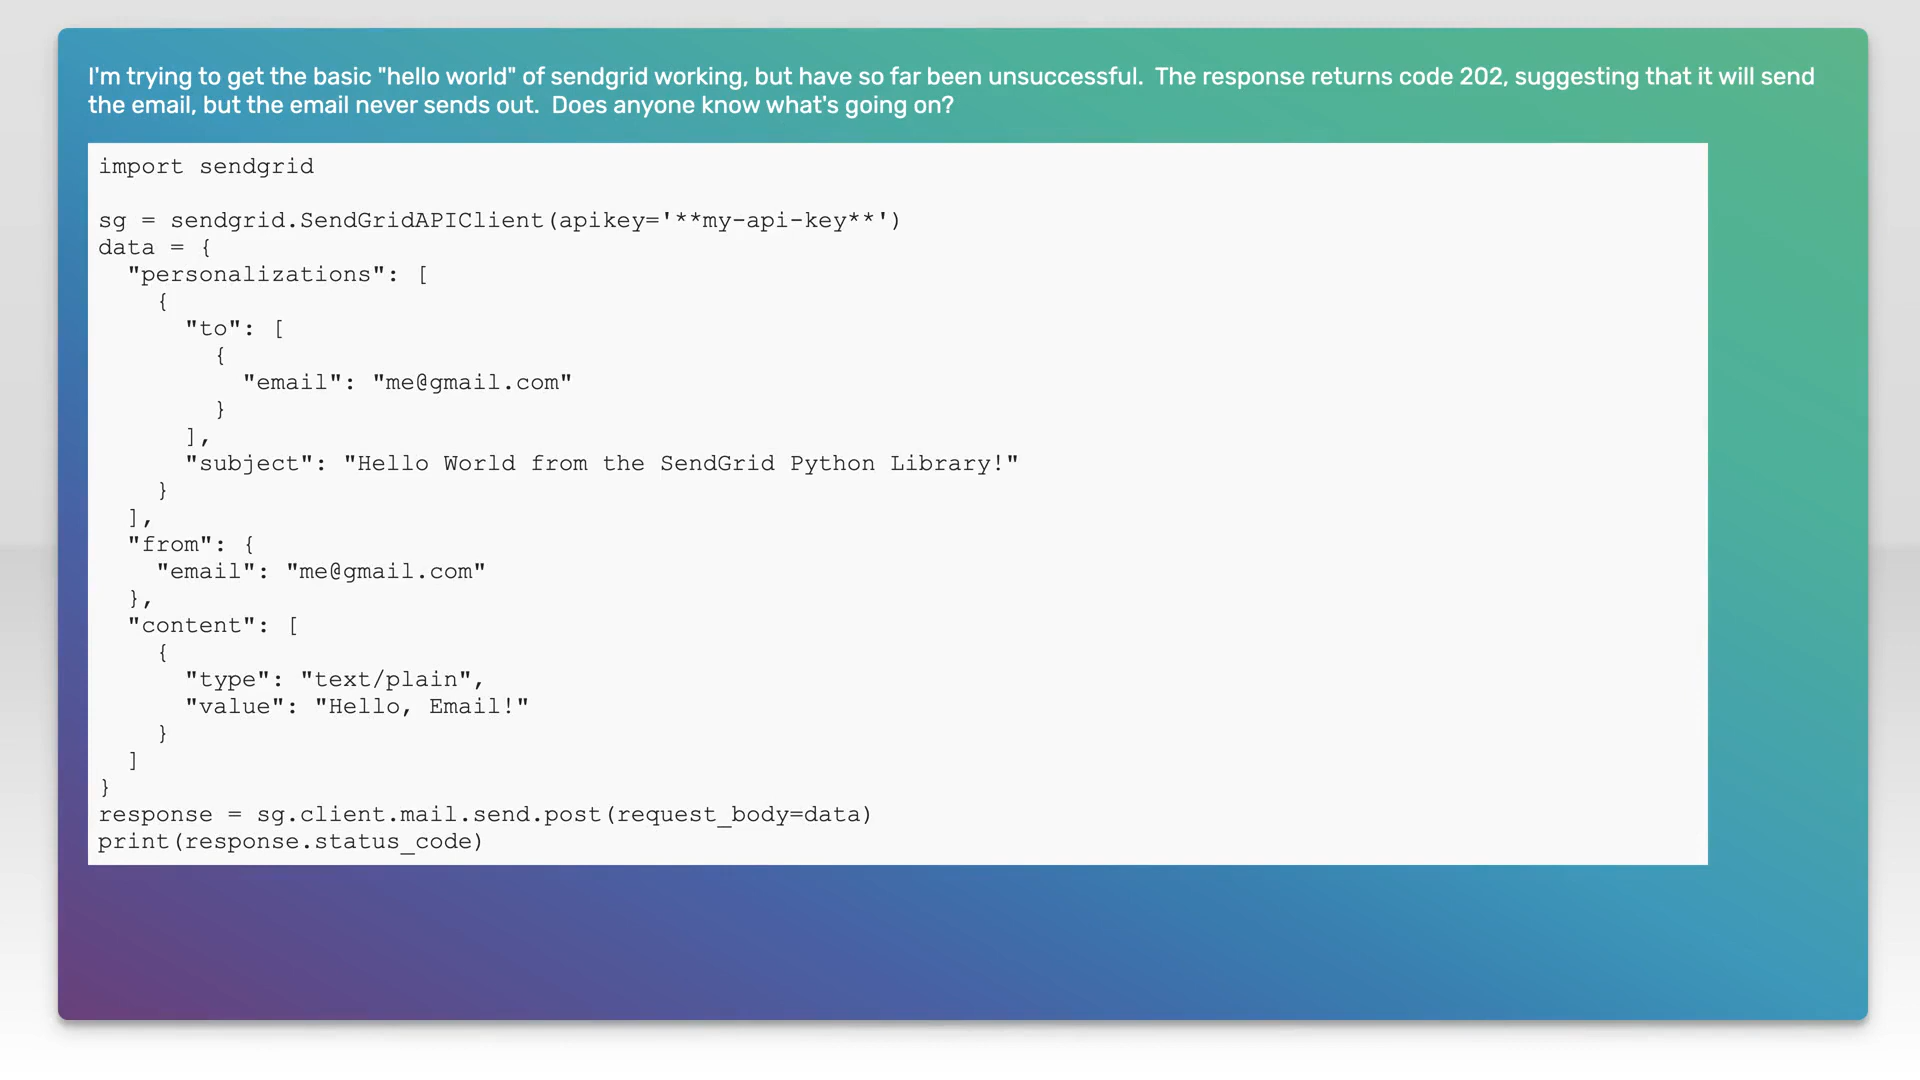 I'm trying to get the basic "hello world" of sendgrid working, but have so far been unsuccessful.  The response returns code 202, suggesting that it will send
the email, but the email never sends out.  Does anyone know what's going on?
import sendgrid

sg = sendgrid.SendGridAPIClient(apikey='**my-api-key**')
data = {
  "personalizations": [
    {
      "to": [
        {
          "email": "me@gmail.com"
        }
      ],
      "subject": "Hello World from the SendGrid Python Library!"
    }
  ],
  "from": {
    "email": "me@gmail.com"
  },
  "content": [
    {
      "type": "text/plain",
      "value": "Hello, Email!"
    }
  ]
}
response = sg.client.mail.send.post(request_body=data)
print(response.status_code)